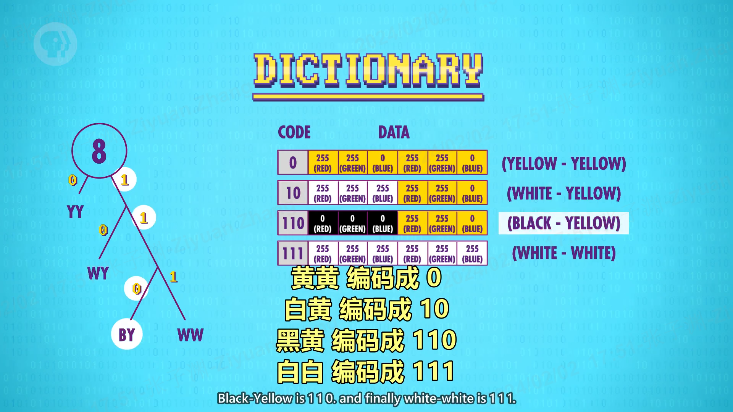 DICTIONARY
CODE DATA
8
0 1
YY
0 1
WY
0 1
BY WW
0 255 (RED) 255 (GREEN) 0 (BLUE) 255 (RED) 255 (GREEN) 0 (BLUE) (YELLOW - YELLOW)
10 255 (RED) 255 (GREEN) 255 (BLUE) 255 (RED) 255 (GREEN) 0 (BLUE) (WHITE - YELLOW)
110 0 (RED) 0 (GREEN) 0 (BLUE) 255 (RED) 255 (GREEN) 0 (BLUE) (BLACK - YELLOW)
111 255 (RED) 255 (GREEN) 255 (BLUE) 255 (RED) 255 (GREEN) 255 (BLUE) (WHITE - WHITE)
黄黄 编码成 0
白黄 编码成 10
黑黄 编码成 110
白白 编码成 111
Black-Yellow is 1 1 0. and finally white-white is 1 1 1.